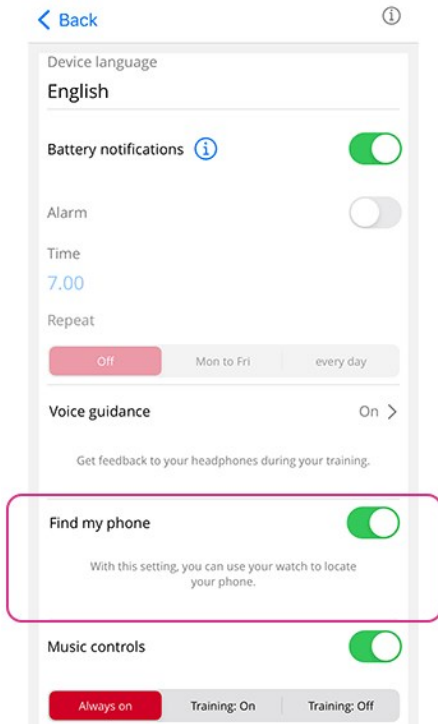 Back
Device language
English
Battery notifications
Alarm
Time
7.00
Repeat
Off Mon to Fri every day
Voice guidance On
Get feedback to your headphones during your training.
Find my phone
With this setting, you can use your watch to locate
your phone.
Music controls
Always on Training: On Training: Off